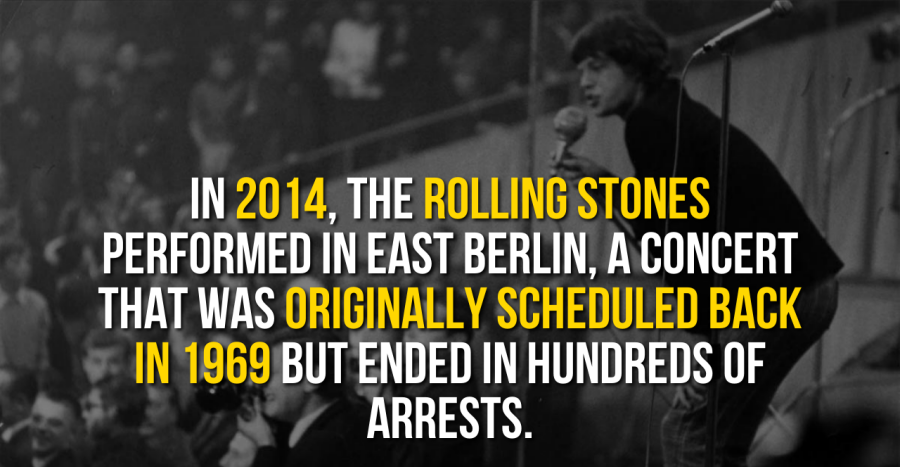 IN 2014, THE ROLLING STONES
PERFORMED IN EAST BERLIN, A CONCERT
THAT WAS ORIGINALLY SCHEDULED BACK
IN 1969 BUT ENDED IN HUNDREDS OF
ARRESTS.